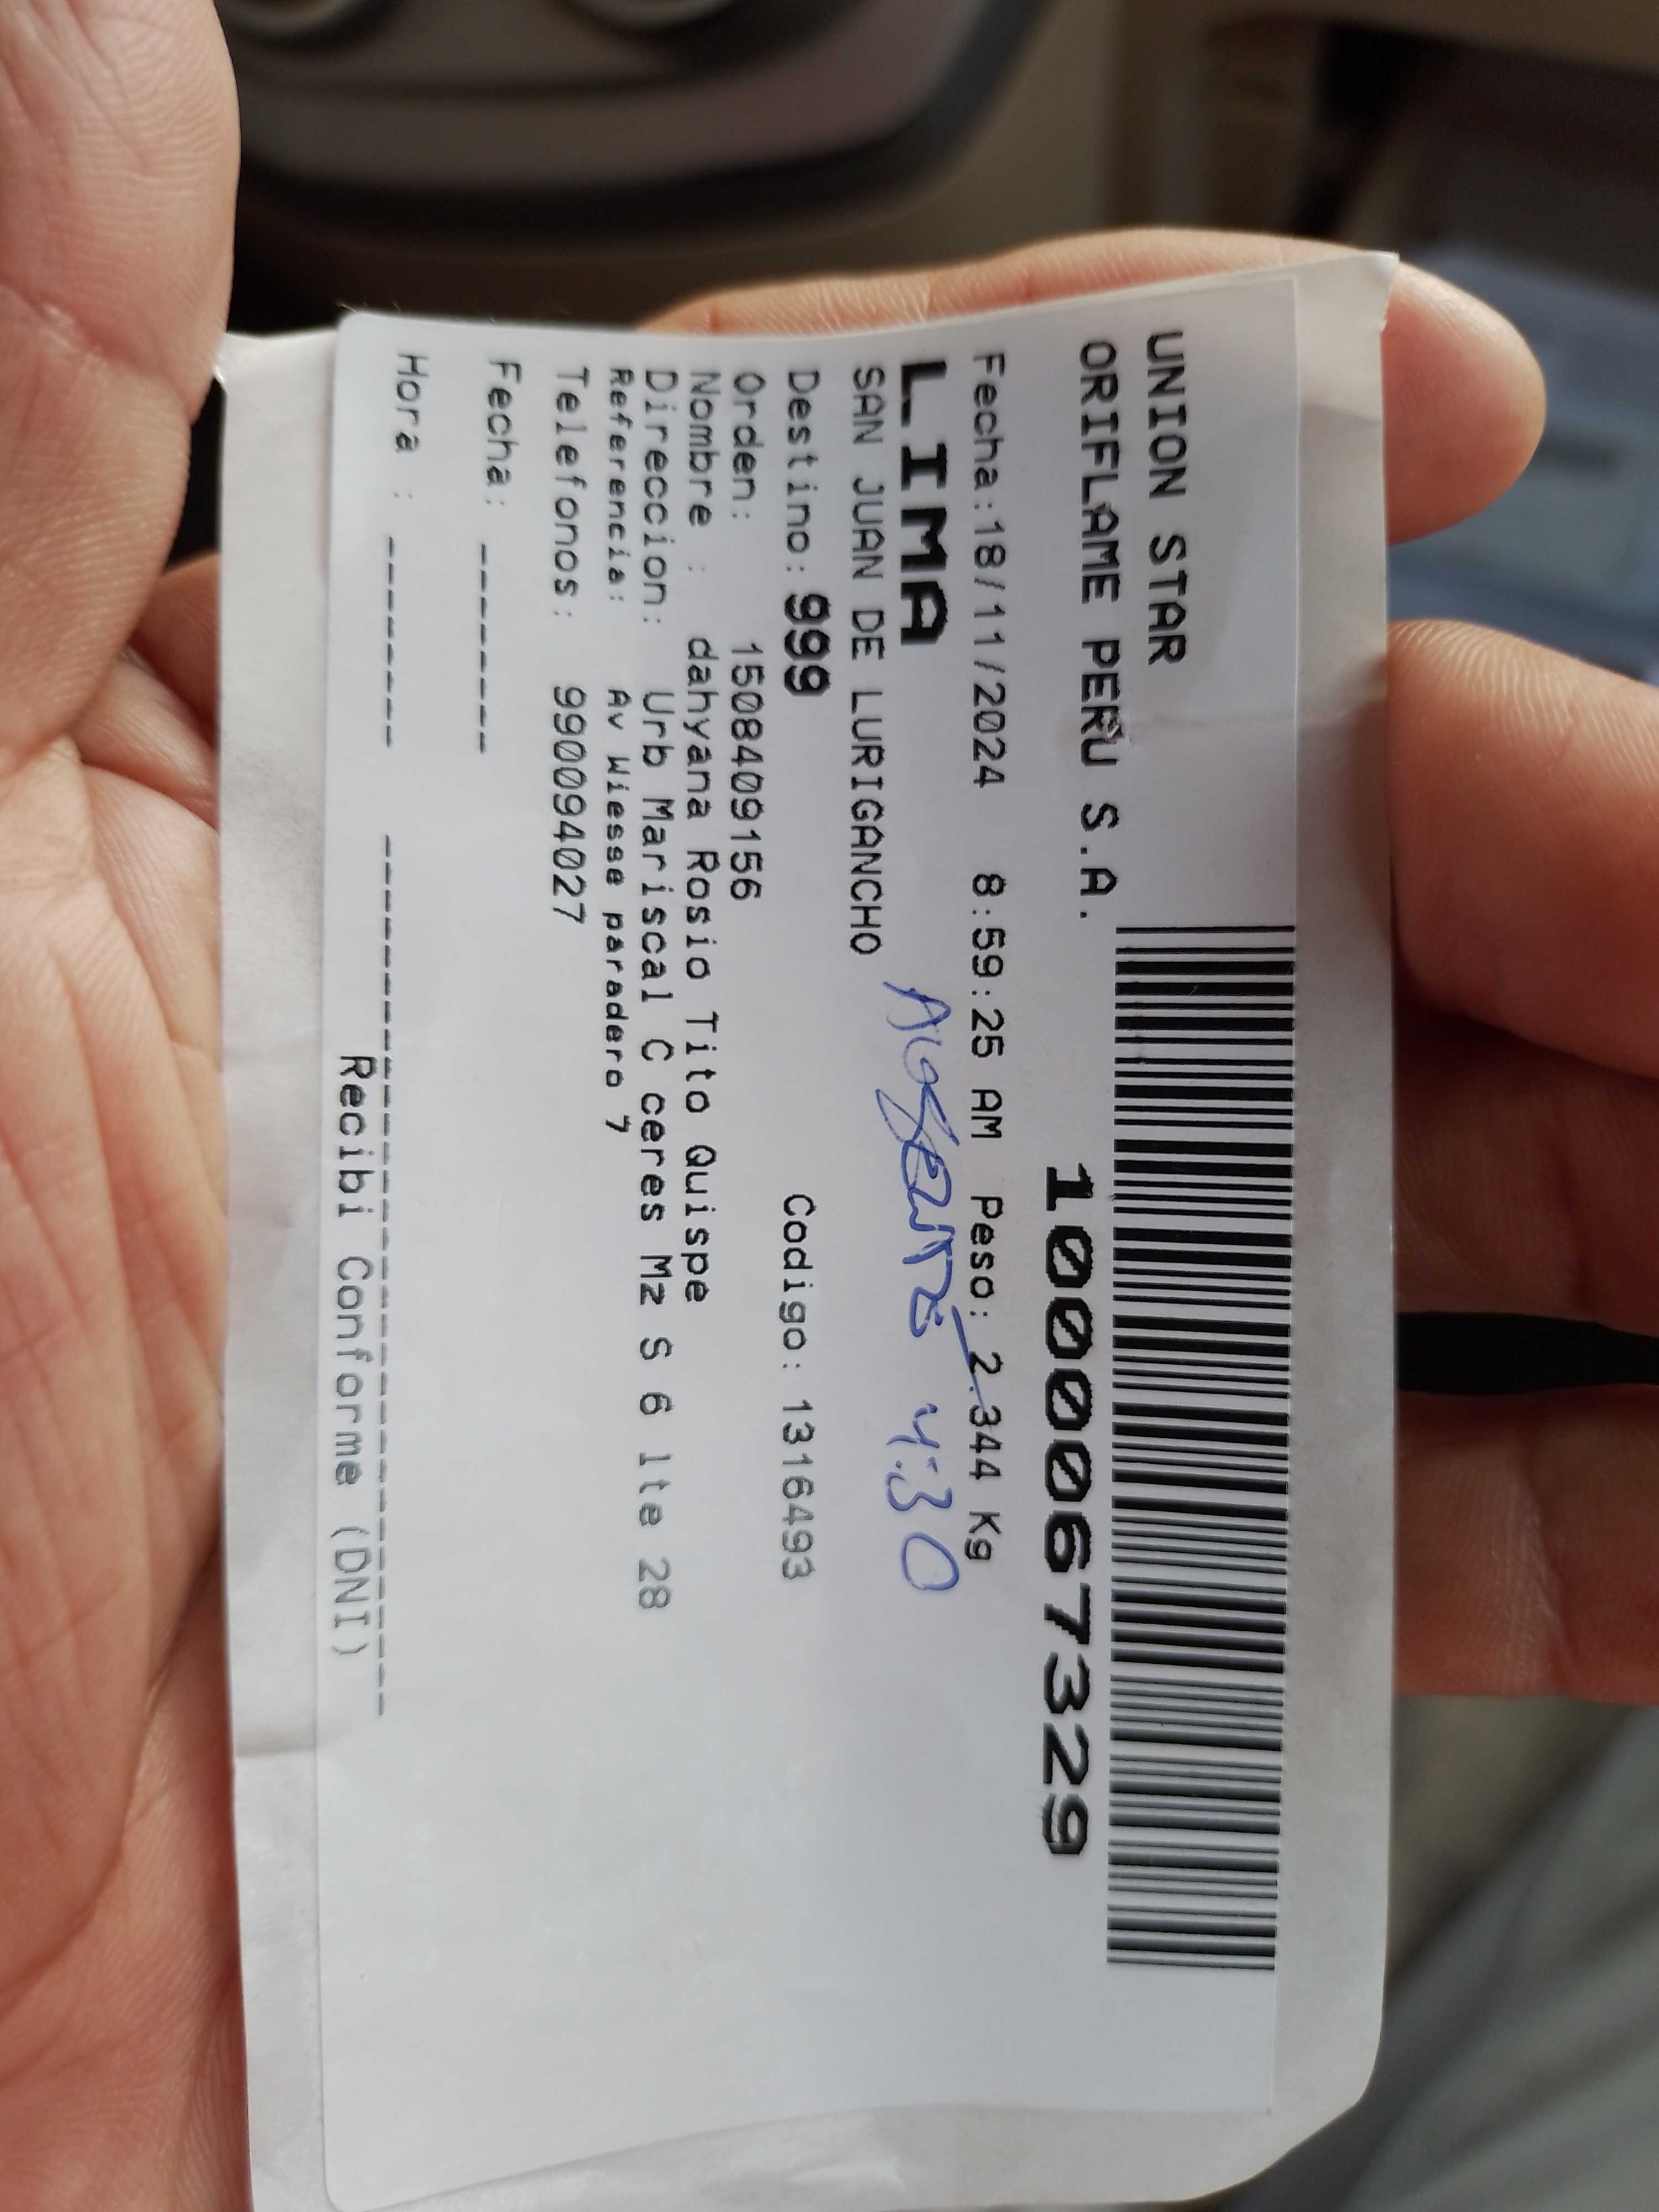 UNION STAR
ORIFLAME PERU S.A.
1000067329
Fecha:18/11/2024 8:59:25 AM Peso: 2.344 Kg
LIMA
4:30
SAN JUAN DE LURIGANCHO
Destino: 999 Codigo: 1316493
Orden: 1508409156
Nombre : dahyana Rosio Tito Quispe
Direccion: Urb Mariscal C ceres Mz S 6 lte 28
Referencia: Av Wiesse paradero 7
Telefonos: 990094027
Fecha: -------
Hora : -------
Recibi Conforme (DNI)